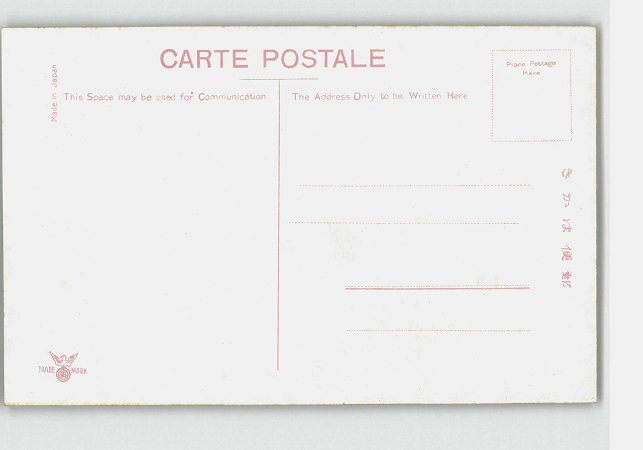 CARTE POSTALE
Made in Japan
This Space may be used for Communication
The Address Only to be Written Here
Place Postage
Here
きかは便郵
TRADE MARK